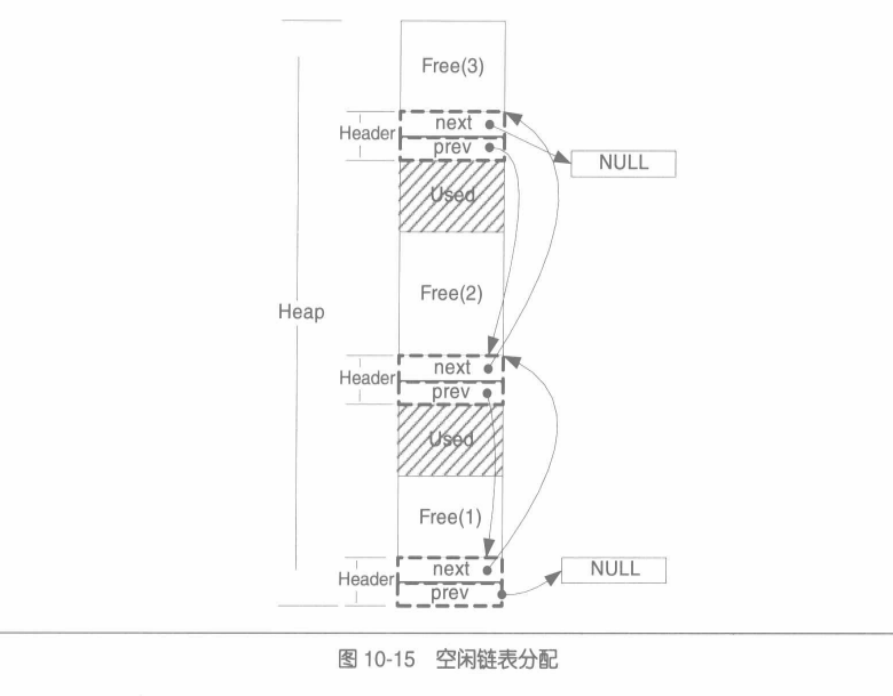 Free(3)
Header
next
prev
NULL
Used
Free(2)
Heap
Header
next
prev
Used
Free(1)
Header
next
prev
NULL
图 10-15 空闲链表分配